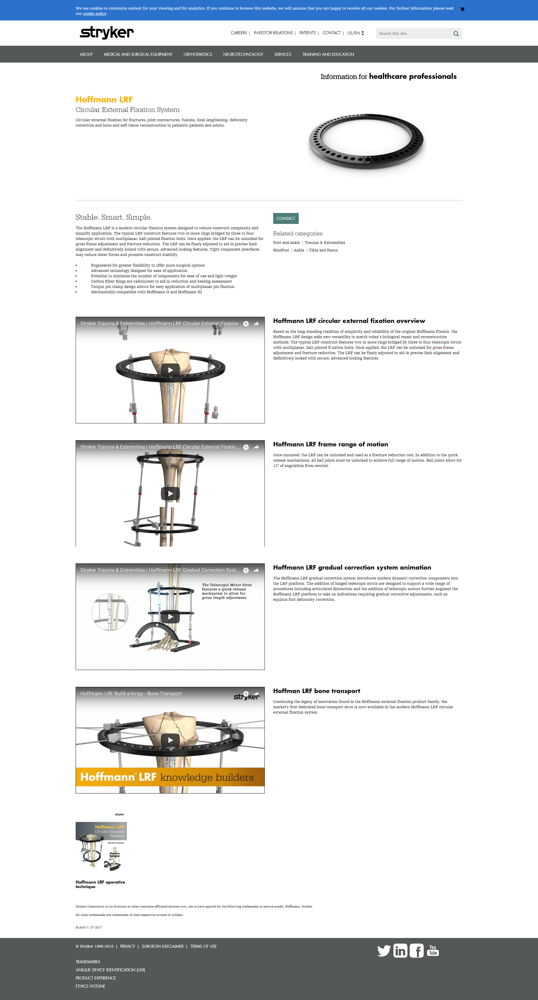 We use cookies to customize content for your viewing and for analytics. If you continue to browse this website, we will assume that you are happy to receive all our cookies. For further information please read
our cookie policy.
stryker
CAREERS | INVESTOR RELATIONS | PATIENTS | CONTACT | US/EN
Search this site
ABOUT MEDICAL AND SURGICAL EQUIPMENT ORTHOPAEDICS NEUROTECHNOLOGY SERVICES TRAINING AND EDUCATION
Information for healthcare professionals
Hoffmann LRF
Circular External Fixation System
Circular external fixation for fractures, joint contractures, fusions, limb lengthening, deformity
correction and bone and soft tissue reconstruction in pediatric patients and adults.
Stable. Smart. Simple.
The Hoffmann LRF is a modern circular fixation system designed to reduce construct complexity and
simplify application. The typical LRF construct features two or more rings bridged by three to four
telescopic struts with multiplanar, ball-jointed fixation bolts. Once applied, the LRF can be unlocked for
gross frame adjustment and fracture reduction. The LRF can be finely adjusted to aid in precise limb
alignment and definitively locked with secure, advanced locking features. Tight component interfaces
may reduce sheer forces and promote construct stability.
• Engineered for greater flexibility to offer more surgical options
• Advanced technology designed for ease of application
• Potential to minimize the number of components for ease of use and light weight
• Carbon Fiber Rings are radiolucent to aid in reduction and healing assessment
• Unique pin clamp design allows for easy application of multiplanar pin fixation
• Mechanically compatible with Hoffmann II and Hoffmann III
CONTACT
Related categories
Foot and ankle | Trauma & Extremities
Hindfoot | Ankle | Tibia and femur
Stryker Trauma & Extremities | Hoffmann LRF Circular External Fixation
Hoffmann LRF circular external fixation overview
Based on the long-standing tradition of simplicity and reliability of the original Hoffmann Fixator, the
Hoffmann LRF design adds new versatility to match today's biological repair and reconstruction
methods. The typical LRF construct features two or more rings bridged by three to four telescopic struts
with multiplanar, ball-jointed fi xation bolts. Once applied, the LRF can be unlocked for gross frame
adjustment and fracture reduction. The LRF can be finely adjusted to aid in precise limb alignment and
definitively locked with secure, advanced locking features.
Stryker Trauma & Extremities | Hoffmann LRF Circular External Fixatio...
Hoffmann LRF frame range of motion
Once mounted, the LRF can be unlocked and used as a fracture reduction tool. In addition to the quick
release mechanisms, all ball joints must be unlocked to achieve full range of motion. Ball joints allow for
12° of angulation from neutral.
Stryker Trauma & Extremities | Hoffmann LRF Gradual Correction Syst...
The Telescopic Motor Strut
features a quick release
mechanism to allow for
gross length adjustment
Hoffmann LRF gradual correction system animation
The Hoffmann LRF gradual correction system introduces modern dynamic correction components into
the LRF platform. The addition of hinged telescopic struts are designed to support a wide range of
procedures including articulated distraction and the addition of telescopic motors further augment the
Hoffmann LRF platform to take on indications requiring gradual corrective adjustments, such as
equinus foot deformity correction.
Hoffmann LRF Build-a-longs - Bone Transport
stryker
Hoffmann® LRF knowledge builders
Hoffman LRF bone transport
Continuing the legacy of innovation found in the Hoffmann external fixation product family, the
market's first dedicated bone transport strut is now available in the modern Hoffmann LRF circular
external fixation system.
stryker
Hoffmann® LRF
Circular External
Fixation
Operative technique
Hoffmann LRF operative
technique
Stryker Corporation or its divisions or other corporate affiliated entities own, use or have applied for the following trademarks or service marks: Hoffmann, Stryker.
All other trademarks are trademarks of their respective owners or holders.
H-AWI-7, 07-2017
© Stryker 1998-2018 | PRIVACY | SURGEON DISCLAIMER | TERMS OF USE
in f You Tube
TRADEMARKS
UNIQUE DEVICE IDENTIFICATION (UDI)
PRODUCT EXPERIENCE
ETHICS HOTLINE